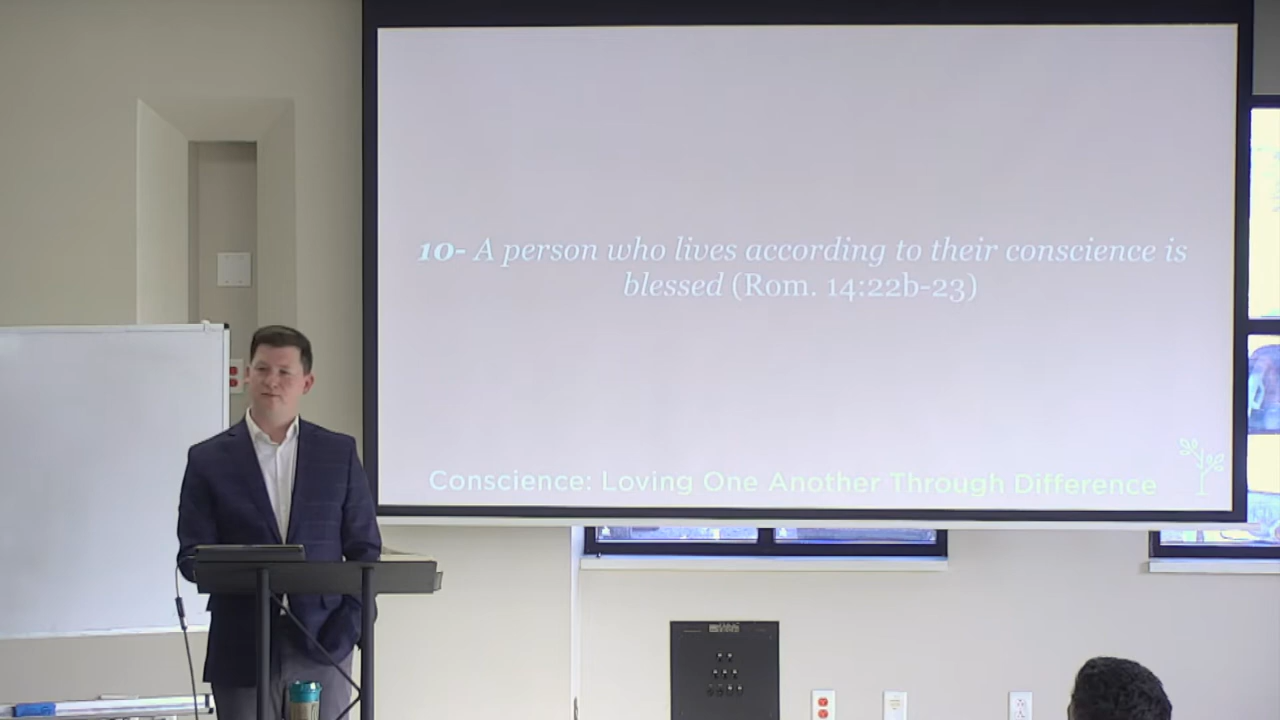 10- A person who lives according to their conscience is
blessed (Rom. 14:22b-23)
Conscience: Loving One Another Through Difference